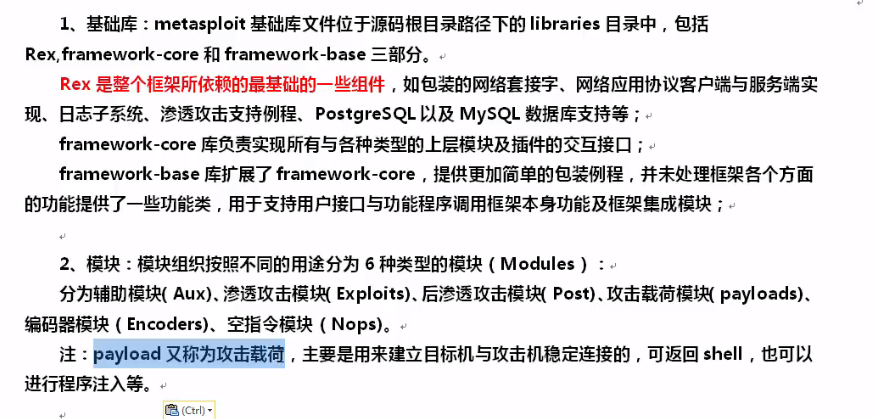 1、基础库：metasploit 基础库文件位于源码根目录路径下的 libraries 目录中，包括
Rex,framework-core 和 framework-base 三部分。
Rex 是整个框架所依赖的最基础的一些组件，如包装的网络套接字、网络应用协议客户端与服务端实
现、日志子系统、渗透攻击支持例程、PostgreSQL 以及 MySQL 数据库支持等；
framework-core 库负责实现所有与各种类型的上层模块及插件的交互接口；
framework-base 库扩展了 framework-core，提供更加简单的包装例程，并未处理框架各个方面
的功能提供了一些功能类，用于支持用户接口与功能程序调用框架本身功能及框架集成模块；
2、模块：模块组织按照不同的用途分为 6 种类型的模块（Modules）：
分为辅助模块(Aux)、渗透攻击模块(Exploits)、后渗透攻击模块(Post)、攻击载荷模块(payloads)、
编码器模块（Encoders)、空指令模块（Nops)。
注：payload 又称为攻击载荷，主要是用来建立目标机与攻击机稳定连接的，可返回 shell，也可以
进行程序注入等。
(Ctrl)